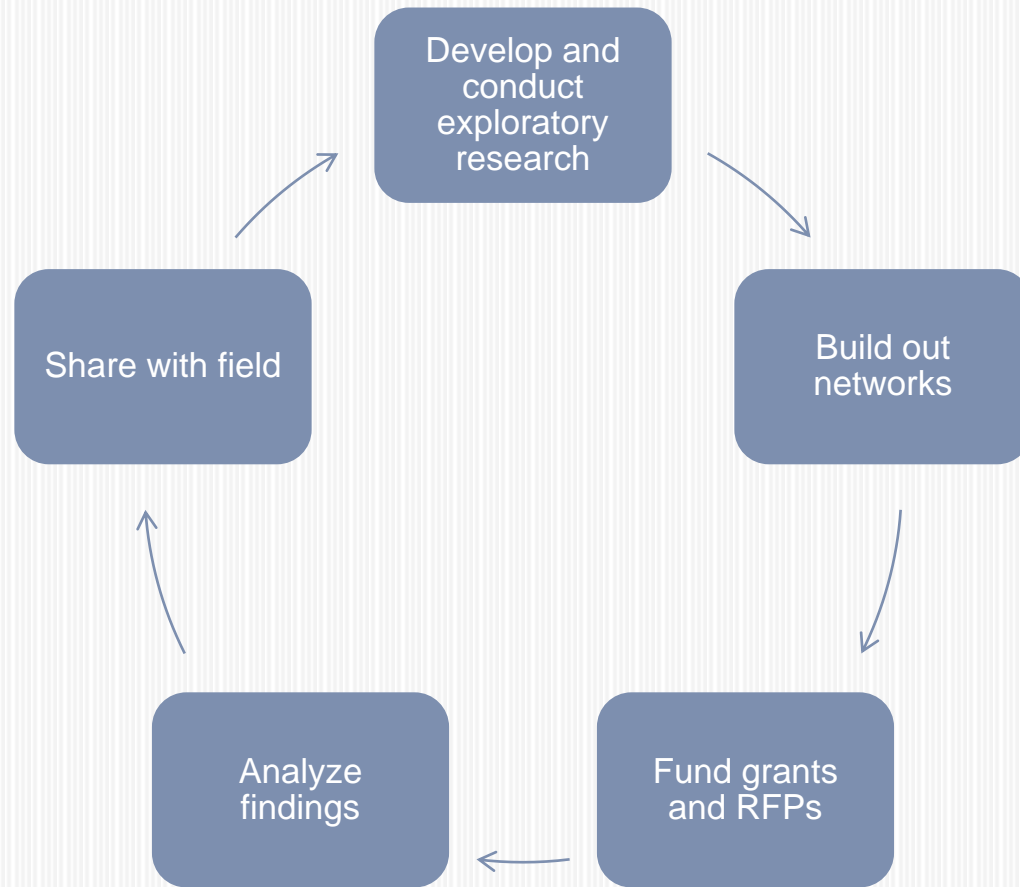 Develop and
conduct
exploratory
research
Build out
networks
Fund grants
and RFPs
Analyze
findings
Share with field